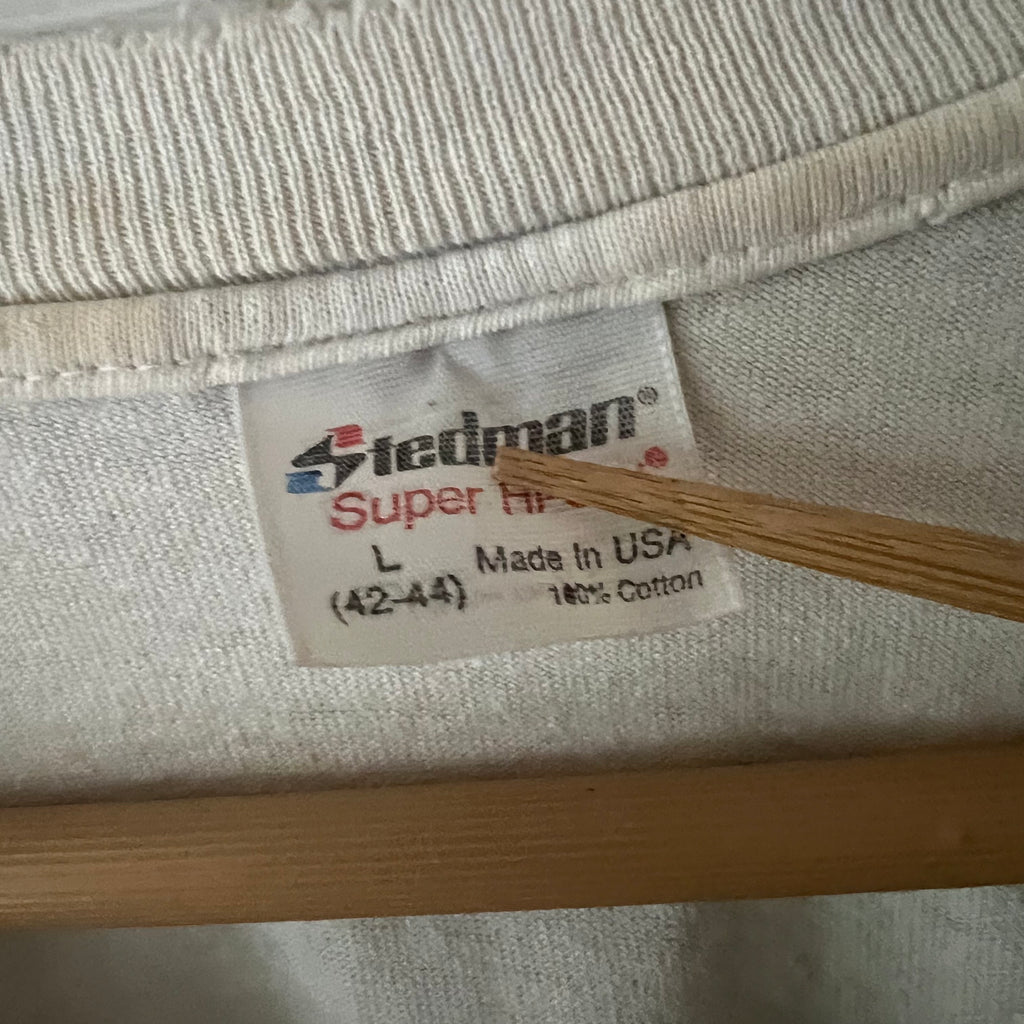 Stedman®
Super
L
Made In USA
(42-44)
100% Cotton